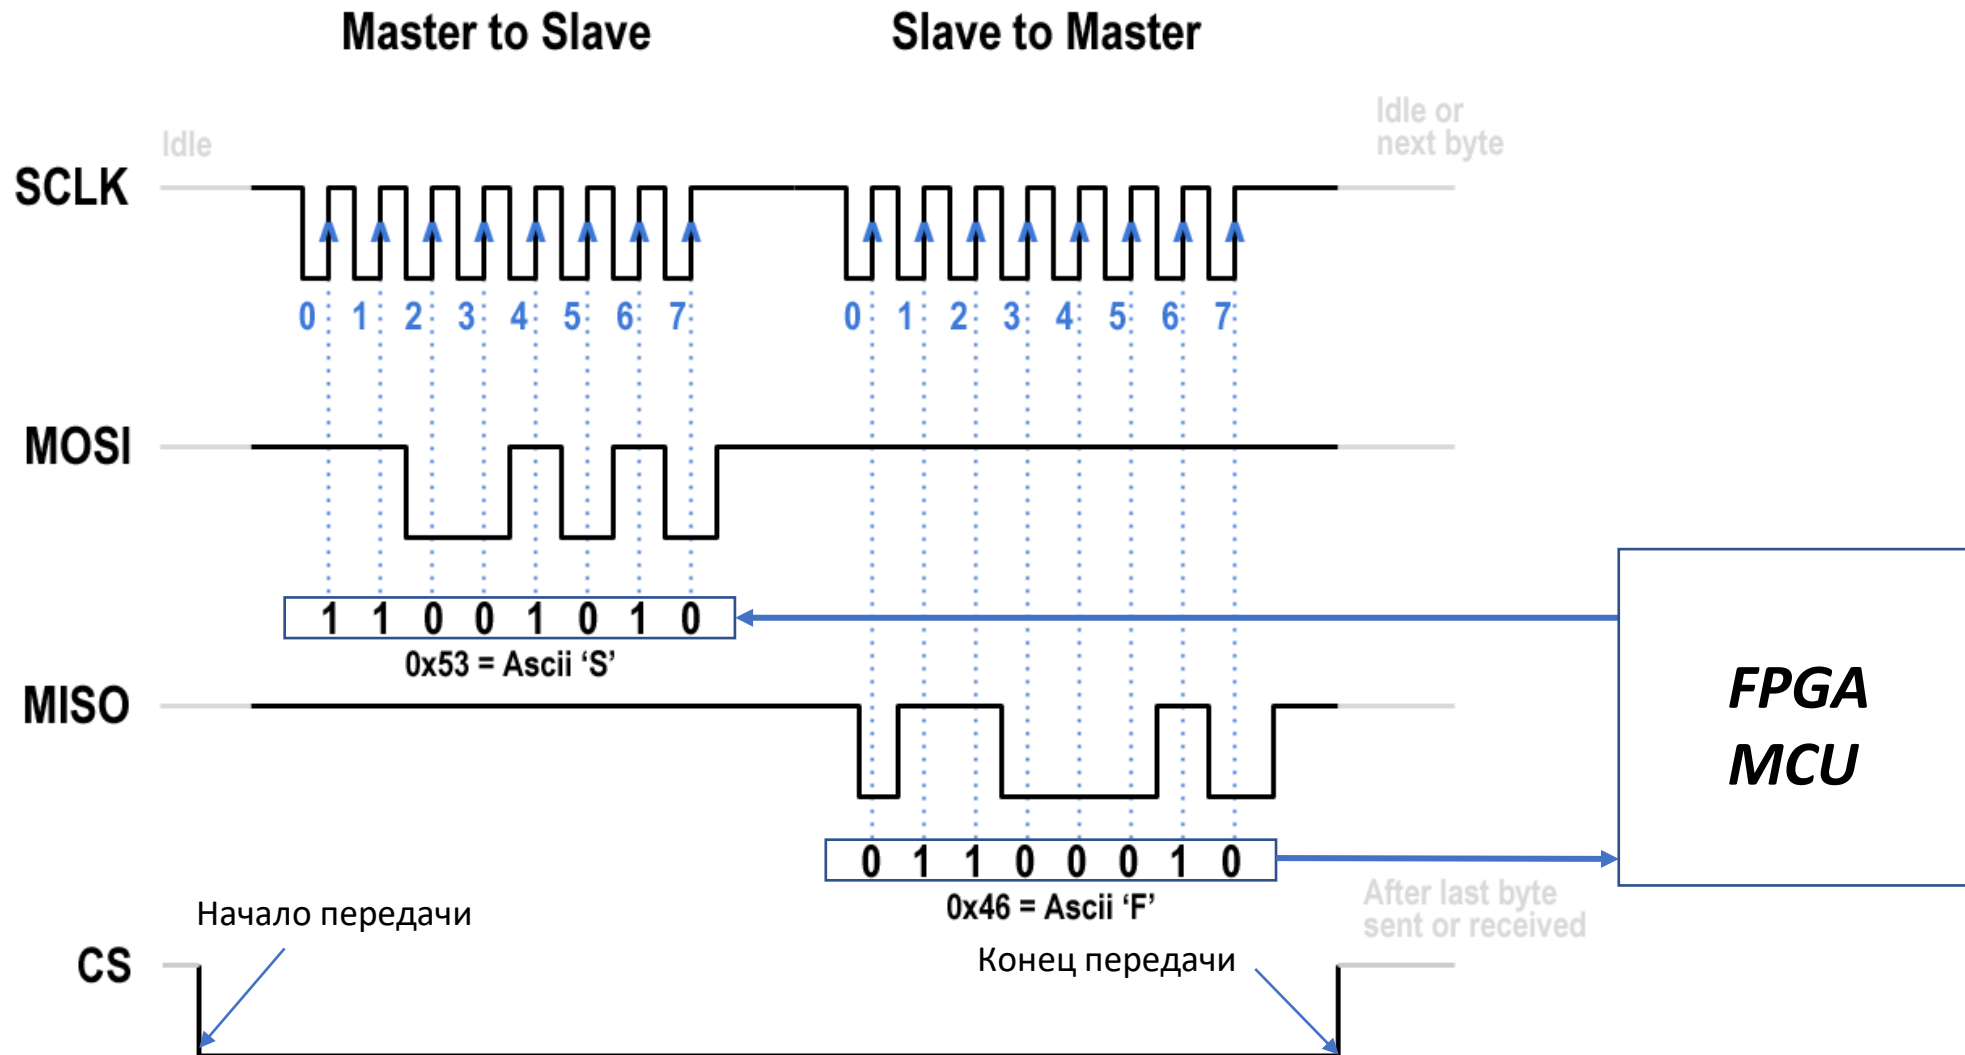 Master to Slave
Slave to Master
Idle
Idle or
next byte
SCLK
0 1 2 3 4 5 6 7
0 1 2 3 4 5 6 7
MOSI
1 1 0 0 1 0 1 0
0x53 = Ascii ‘S’
MISO
FPGA
MCU
0 1 1 0 0 0 1 0
0x46 = Ascii ‘F’
After last byte
sent or received
Начало передачи
Конец передачи
CS